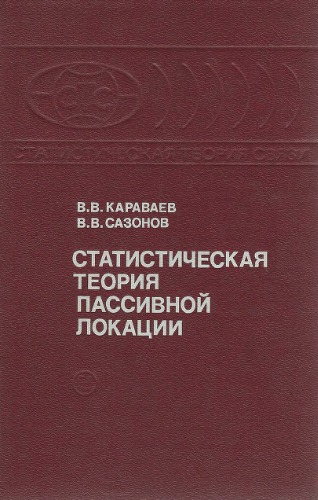 СТАТИСТИЧЕСКАЯ ТЕОРИЯ СВЯЗИ
В.В. КАРАВАЕВ
В.В. САЗОНОВ
СТАТИСТИЧЕСКАЯ
ТЕОРИЯ
ПАССИВНОЙ
ЛОКАЦИИ